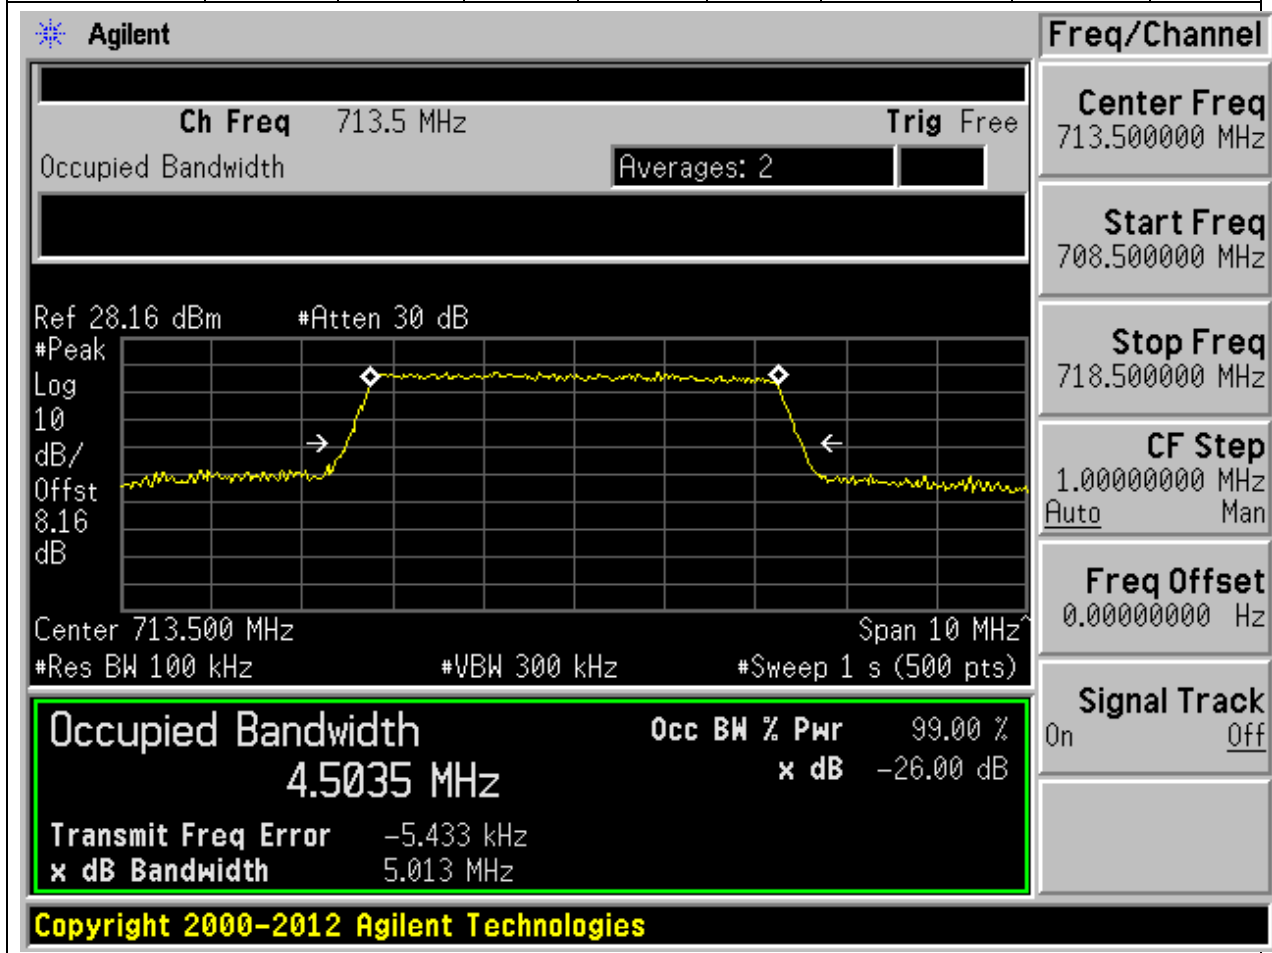 Agilent
Freq/Channel
Ch Freq 713.5 MHz Trig Free
Occupied Bandwidth Averages: 2
Center Freq
713.500000 MHz
Start Freq
708.500000 MHz
Stop Freq
718.500000 MHz
CF Step
1.00000000 MHz
Auto Man
Freq Offset
0.00000000 Hz
Signal Track
On Off
Ref 28.16 dBm #Atten 30 dB
#Peak
Log
10
dB/
Offst
8.16
dB
Center 713.500 MHz Span 10 MHz^
#Res BW 100 kHz #VBW 300 kHz #Sweep 1 s (500 pts)
Occupied Bandwidth Occ BW % Pwr 99.00 %
4.5035 MHz x dB -26.00 dB
Transmit Freq Error -5.433 kHz
x dB Bandwidth 5.013 MHz
Copyright 2000-2012 Agilent Technologies